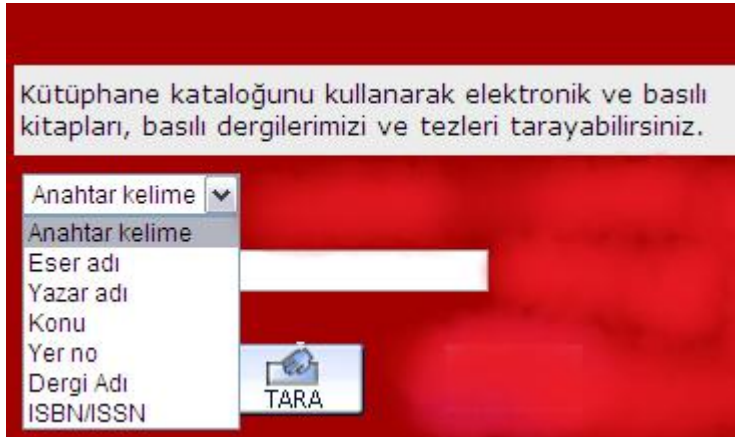 Kütüphane kataloğunu kullanarak elektronik ve basılı
kitapları, basılı dergilerimizi ve tezleri tarayabilirsiniz.
Anahtar kelime
Anahtar kelime
Eser adı
Yazar adı
Konu
Yer no
Dergi Adı
ISBN/ISSN
TARA